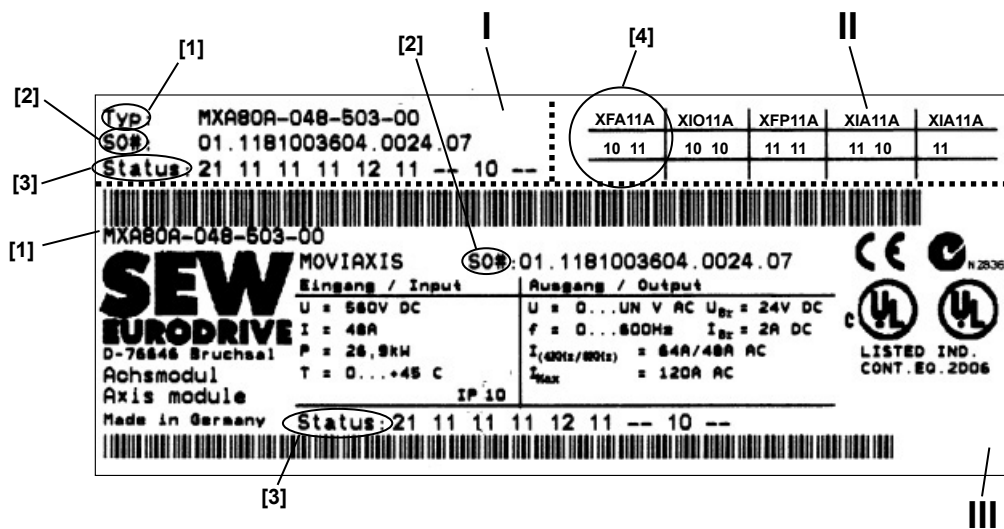 [1] [2] I [4] II
[2] Typ: MXA80A-048-503-00
SO#: 01.1181003604.0024.07
[3] Status: 21 11 11 11 12 11 -- 10 --
XFA11A XIO11A XFP11A XIA11A XIA11A
10 11 10 10 11 11 11 10 11
[1] MXA80A-048-503-00
[2]
SEW
EURODRIVE
D-76646 Bruchsal
Achsmodul
Axis module
Made in Germany
MOVIAXIS SO#:01.1181003604.0024.07
Eingang / Input
U = 560V DC
I = 48A
P = 26,9kW
T = 0...+45 C
IP 10
Ausgang / Output
U = 0...UN V AC UBr = 24V DC
f = 0...600Hz IBr = 2A DC
I(4KHz/8KHz) = 64A/48A AC
IMax = 120A AC
Status: 21 11 11 11 12 11 -- 10 --
[3]
CE
N2936
C UL UL
LISTED IND.
CONT.EQ.2D06
III